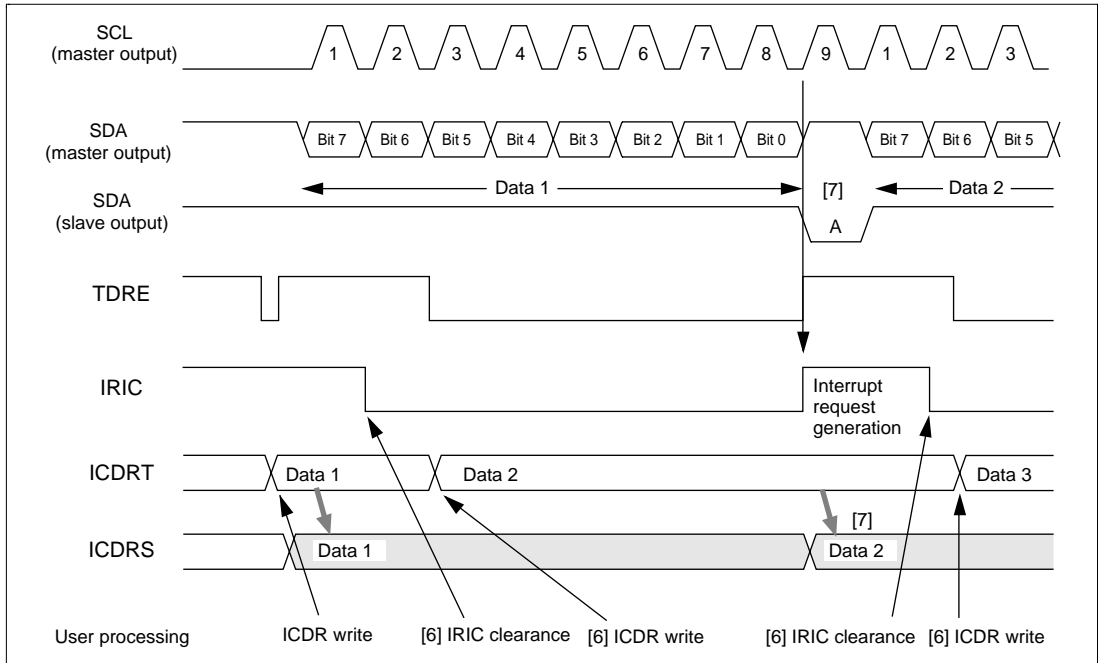 SCL
(master output)
1 2 3 4 5 6 7 8 9 1 2 3
SDA
(master output)
Bit 7 Bit 6 Bit 5 Bit 4 Bit 3 Bit 2 Bit 1 Bit 0 Bit 7 Bit 6 Bit 5
Data 1 [7] Data 2
SDA
(slave output)
A
TDRE
IRIC
Interrupt
request
generation
ICDRT
Data 1 Data 2 Data 3
[7]
ICDRS
Data 1 Data 2
User processing ICDR write [6] IRIC clearance [6] ICDR write [6] IRIC clearance [6] ICDR write